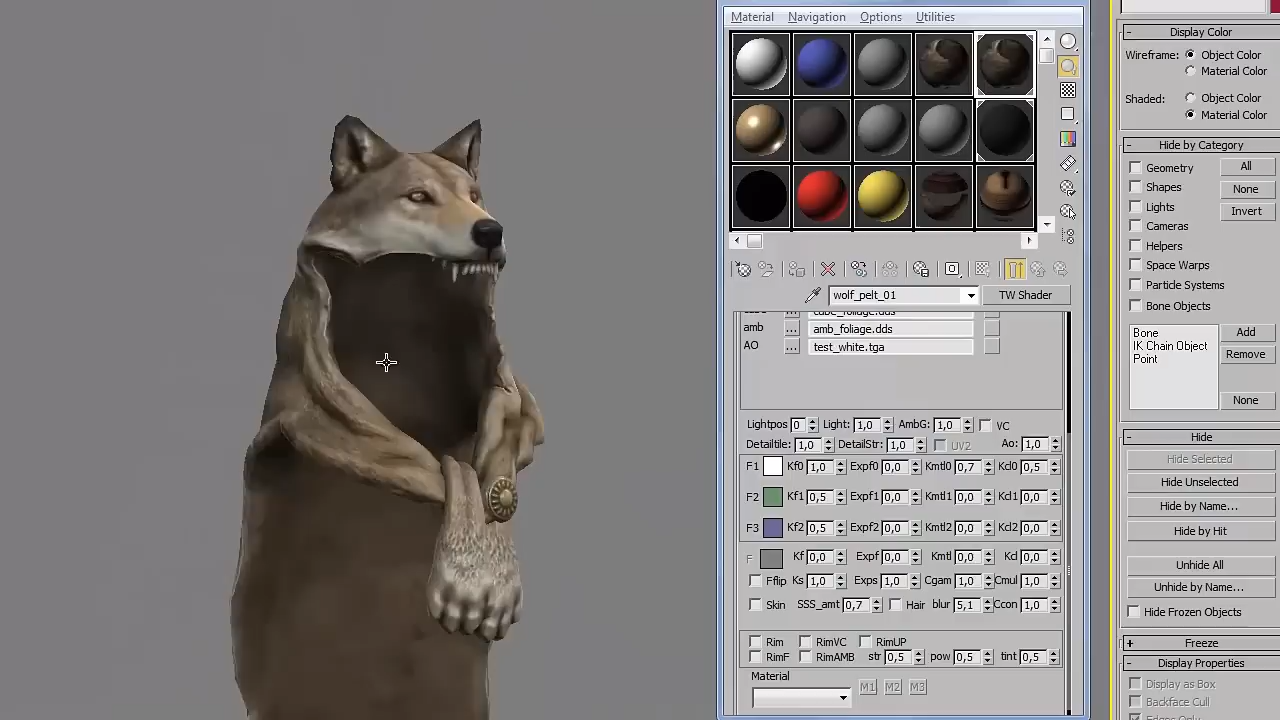 Material Navigation Options Utilities
wolf_pelt_01 TW Shader
cube_foliage.dds
amb ... amb_foliage.dds
AO ... test_white.tga
Lightpos 0 Light: 1,0 AmbG: 1,0 VC
Detailtile: 1,0 DetailStr: 1,0 UV2 Ao: 1,0
F1 Kf0 1,0 Expf0 0,0 Kmtl0 0,7 Kcl0 0,5
F2 Kf1 0,5 Expf1 0,0 Kmtl1 0,0 Kcl1 0,0
F3 Kf2 0,5 Expf2 0,0 Kmtl2 0,0 Kcl2 0,0
F Kf 0,0 Expf 0,0 Kmtl 0,0 Kcl 0,0
Fflip Ks 1,0 Exps 1,0 Cgam 1,0 Cmul 1,0
Skin SSS_amt 0,7 Hair blur 5,1 Ccon 1,0
Rim RimVC RimUP
RimF RimAMB str 0,5 pow 0,5 tint 0,5
Material M1 M2 M3
- Display Color
Wireframe: Object Color
Material Color
Shaded: Object Color
Material Color
- Hide by Category
Geometry All
Shapes None
Lights Invert
Cameras
Helpers
Space Warps
Particle Systems
Bone Objects
Bone Add
IK Chain Object Remove
Point
None
- Hide
Hide Selected
Hide Unselected
Hide by Name...
Hide by Hit
Unhide All
Unhide by Name...
Hide Frozen Objects
+ Freeze
- Display Properties
Display as Box
Backface Cull
Edges Only